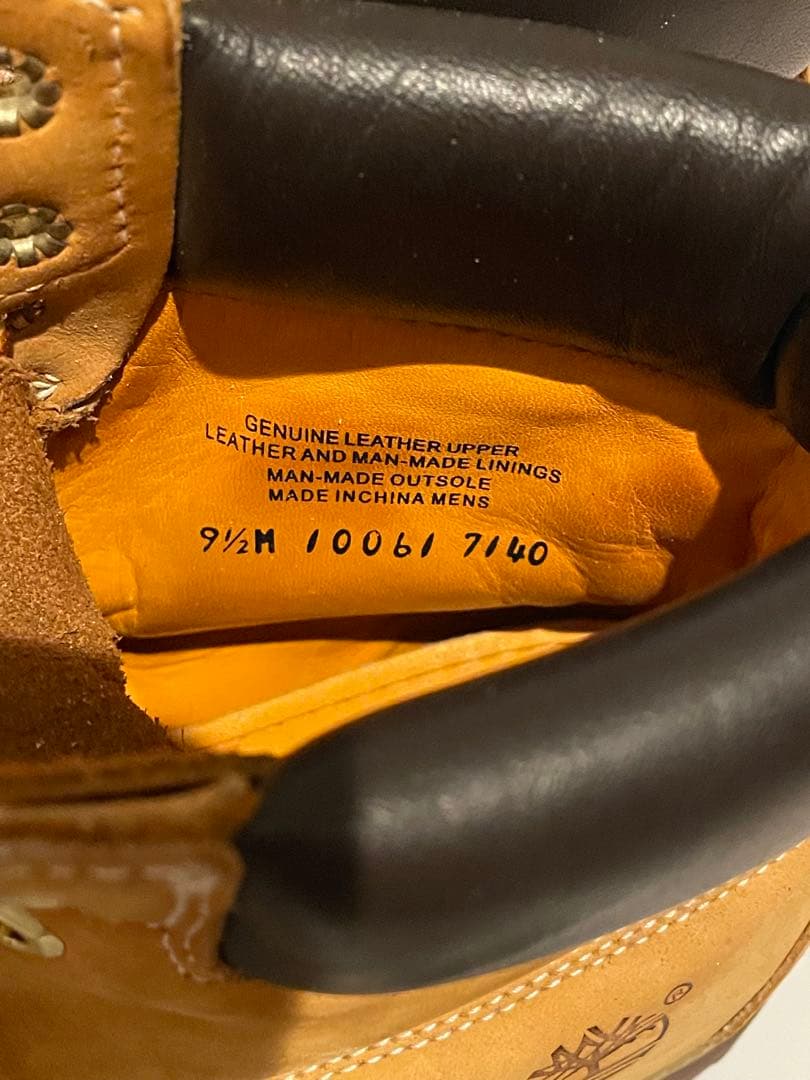 GENUINE LEATHER UPPER
LEATHER AND MAN-MADE LININGS
MAN-MADE OUTSOLE
MADE INCHINA MENS
9½M 10061 7140
®